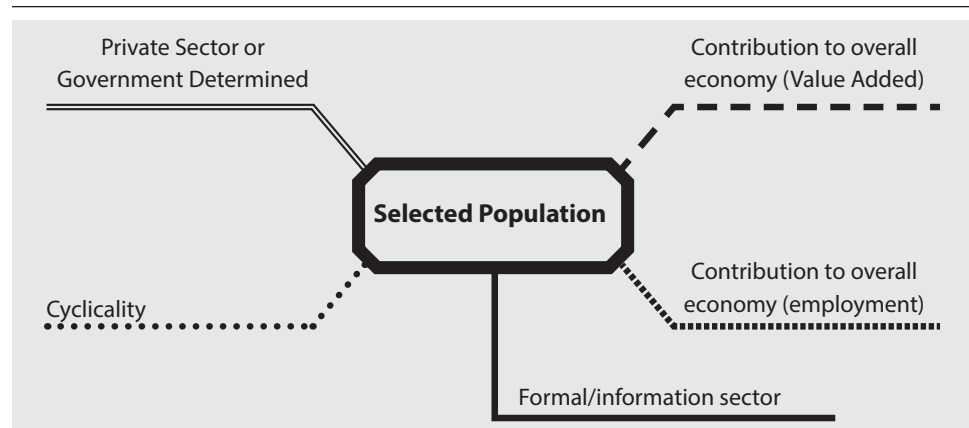 Private Sector or
Government Determined
Contribution to overall
economy (Value Added)
Selected Population
Cyclicality
Contribution to overall
economy (employment)
Formal/information sector